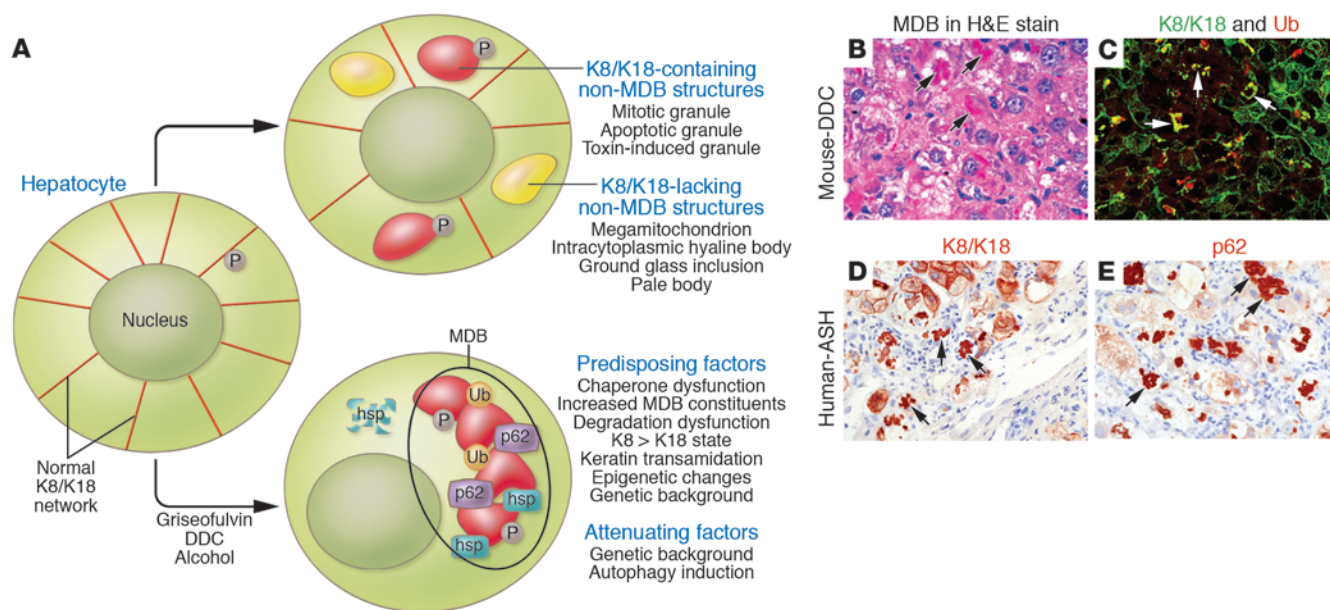 A
Hepatocyte
Nucleus
P
Normal
K8/K18
network
Griseofulvin
DDC
Alcohol
P
P
K8/K18-containing
non-MDB structures
Mitotic granule
Apoptotic granule
Toxin-induced granule
K8/K18-lacking
non-MDB structures
Megamitochondrion
Intracytoplasmic hyaline body
Ground glass inclusion
Pale body
MDB
hsp
Ub
P
p62
Ub
p62
hsp
P
hsp
Predisposing factors
Chaperone dysfunction
Increased MDB constituents
Degradation dysfunction
K8 > K18 state
Keratin transamidation
Epigenetic changes
Genetic background
Attenuating factors
Genetic background
Autophagy induction
MDB in H&E stain
K8/K18 and Ub
B
C
Mouse-DDC
K8/K18
p62
D
E
Human-ASH